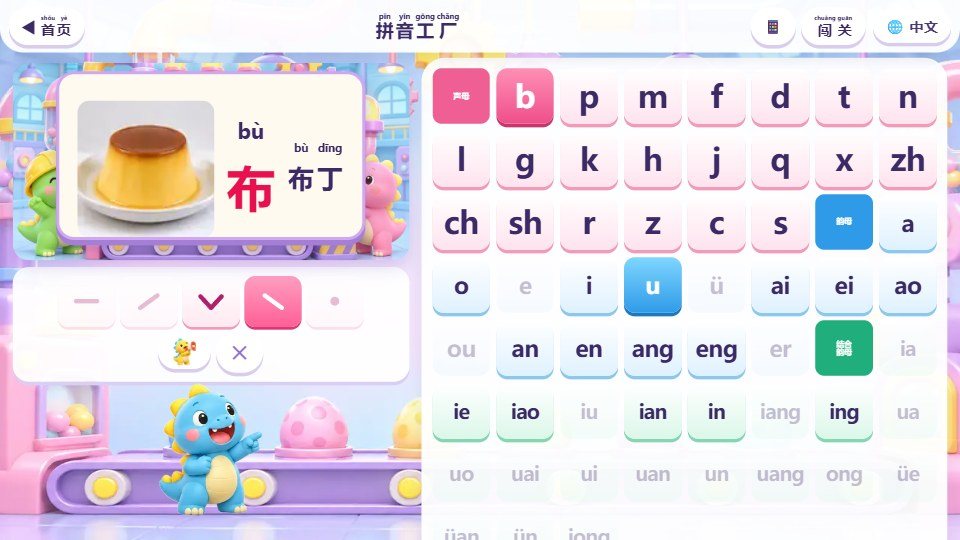 shǒu yè
首页
pīn yīn gōng chǎng
拼音工厂
chuǎng guān
闯关
中文
bù
布
bù dīng
布丁
声母 b p m f d t n
l g k h j q x zh
ch sh r z c s 韵母 a
o e i u ü ai ei ao
ou an en ang eng er ia
ie iao iu ian in iang ing ua
uo uai ui uan un uang ong üe
üan ün iong